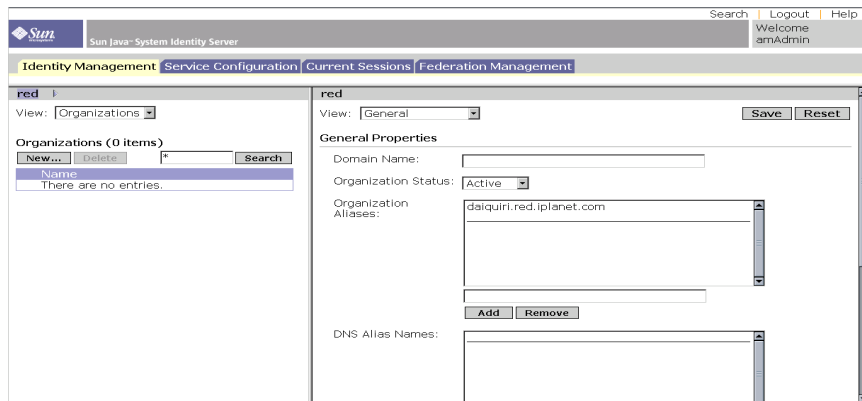 Search | Logout | Help
Sun
Sun Java™ System Identity Server
Welcome
amAdmin
Identity Management Service Configuration Current Sessions Federation Management
red
View: Organizations
Organizations (0 items)
New... Delete * Search
Name
There are no entries.
red
View: General Save Reset
General Properties
Domain Name:
Organization Status: Active
Organization
Aliases:
daiquiri.red.iplanet.com
Add Remove
DNS Alias Names: